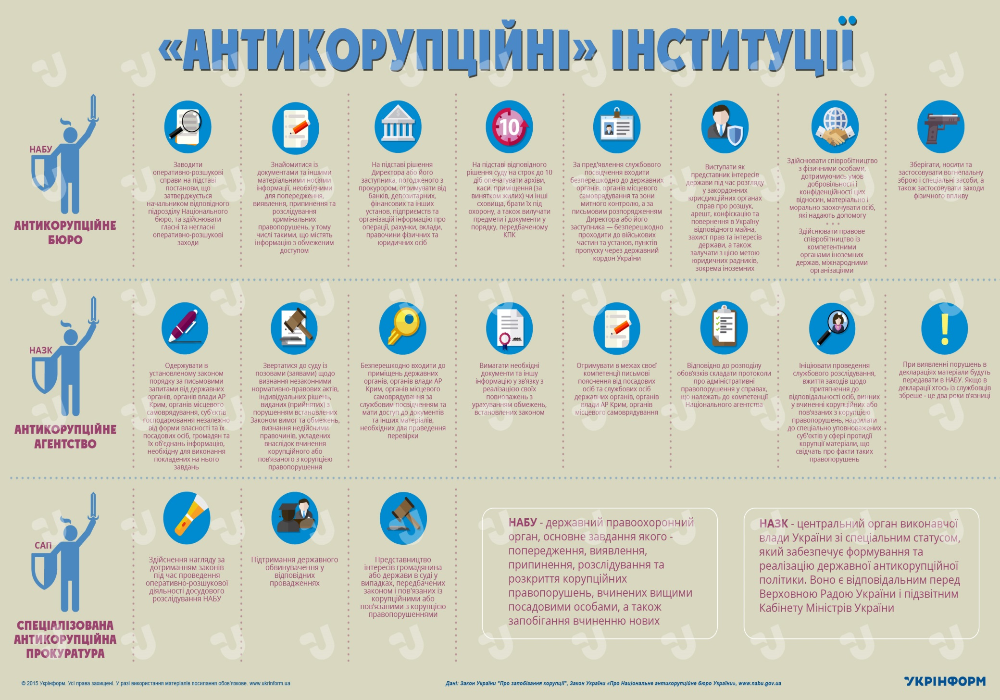 «АНТИКОРУПЦІЙНІ» ІНСТИТУЦІЇ
НАБУ
АНТИКОРУПЦІЙНЕ
БЮРО
Заводити
оперативно-розшукові
справи на підставі
постанови, що
затверджується
начальником відповідного
підрозділу Національного
бюро, та здійснювати
гласні та негласні
оперативно-розшукові
заходи
Знайомитися із
документами та іншими
матеріальними носіями
інформації, необхідними
для попередження,
виявлення, припинення та
розслідування
кримінальних
правопорушень, у тому
числі такими, що містять
інформацію з обмеженим
доступом
$
На підставі рішення
Директора або його
заступника, погодженого з
прокурором, отримувати від
банків, депозитарних,
фінансових та інших
установ, підприємств та
організацій інформацію про
операції, рахунки, вклади,
правочини фізичних та
юридичних осіб
10
На підставі відповідного
рішення суду на строк до 10
діб опечатувати архіви,
каси, приміщення (за
винятком жилих) чи інші
сховища, брати їх під
охорону, а також вилучати
предмети і документи у
порядку, передбаченому
КПК
За пред'явлення службового
посвідчення входити
безперешкодно до державних
органів, органів місцевого
самоврядування та зони
митного контролю, а за
письмовим розпорядженням
Директора або його
заступника — безперешкодно
проходити до військових
частин та установ, пунктів
пропуску через державний
кордон України
Виступати як
представник інтересів
держави під час розгляду
у закордонних
юрисдикційних органах
справ про розшук,
арешт, конфіскацію та
повернення в Україну
відповідного майна,
захист прав та інтересів
держави, а також
залучати з цією метою
юридичних радників,
зокрема іноземних
Здійснювати співробітництво
з фізичними особами,
дотримуючись умов
добровільності і
конфіденційності цих
відносин, матеріально і
морально заохочувати осіб,
які надають допомогу
* * *
Здійснювати правове
співробітництво із
компетентними
органами іноземних
держав, міжнародними
організаціями
Зберігати, носити та
застосовувати вогнепальну
зброю і спеціальні засоби, а
також застосовувати заходи
фізичного впливу
НАЗК
АНТИКОРУПЦІЙНЕ
АГЕНТСТВО
Одержувати в
установленому законом
порядку за письмовими
запитами від державних
органів, органів влади АР
Крим, органів місцевого
самоврядування, суб'єктів
господарювання незалежно
від форми власності та їх
посадових осіб, громадян та
їх об'єднань інформацію,
необхідну для виконання
покладених на нього
завдань
Звертатися до суду із
позовами (заявами) щодо
визнання незаконними
нормативно-правових актів,
індивідуальних рішень,
виданих (прийнятих) з
порушенням встановлених
Законом вимог та обмежень,
визнання недійсними
правочинів, укладених
внаслідок вчинення
корупційного або
пов'язаного з корупцією
правопорушення
Безперешкодно входити до
приміщень державних
органів, органів влади АР
Крим, органів місцевого
самоврядування за
службовим посвідченням та
мати доступ до документів
та інших матеріалів,
необхідних для проведення
перевірки
Вимагати необхідні
документи та іншу
інформацію у зв'язку з
реалізацією своїх
повноважень з
урахуванням обмежень,
встановлених законом
Отримувати в межах своєї
компетенції письмові
пояснення від посадових
осіб та службових осіб
державних органів, органів
влади АР Крим, органів
місцевого самоврядування
Відповідно до розподілу
обов'язків складати протоколи
про адміністративні
правопорушення у справах,
що належать до компетенції
Національного агентства
Ініціювати проведення
службового розслідування,
вжиття заходів щодо
притягнення до
відповідальності осіб, винних
у вчиненні корупційних або
пов'язаних з корупцією
правопорушень, надсилати
до спеціально уповноважених
суб'єктів у сфері протидії
корупції матеріали, що
свідчать про факти таких
правопорушень
!
При виявленні порушень в
деклараціях матеріали будуть
передавати в НАБУ. Якщо в
декларації хтось із службовців
збреше - це два роки в'язниці
САП
СПЕЦІАЛІЗОВАНА
АНТИКОРУПЦІЙНА
ПРОКУРАТУРА
Здійснення нагляду за
дотриманням законів
під час проведення
оперативно-розшукової
діяльності досудового
розслідування НАБУ
Підтримання державного
обвинувачення у
відповідних
провадженнях
Представництво
інтересів громадянина
або держави в суді у
випадках, передбачених
законом і пов'язаних із
корупційними або
пов'язаними з корупцією
правопорушеннями
НАБУ - державний правоохоронний
орган, основне завдання якого -
попередження, виявлення,
припинення, розслідування та
розкриття корупційних
правопорушень, вчинених вищими
посадовими особами, а також
запобігання вчиненню нових
НАЗК - центральний орган виконавчої
влади України зі спеціальним статусом,
який забезпечує формування та
реалізацію державної антикорупційної
політики. Воно є відповідальним перед
Верховною Радою України і підзвітним
Кабінету Міністрів України
© 2015 Укрінформ. Усі права захищені. У разі використання матеріалів посилання обов'язкове. www.ukrinform.ua
Дані: Закон України "Про запобігання корупції", Закон України «Про Національне антикорупційне бюро України», www.nabu.gov.ua
УКРІНФОРМ